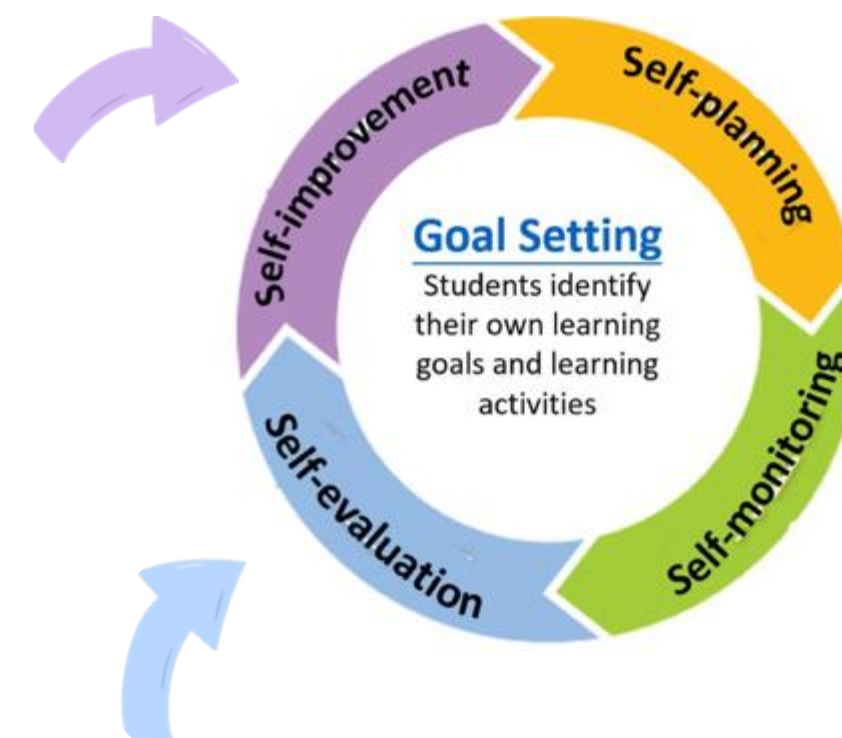 Self-improvement
Self-planning
Goal Setting
Students identify
their own learning
goals and learning
activities
Self-monitoring
Self-evaluation